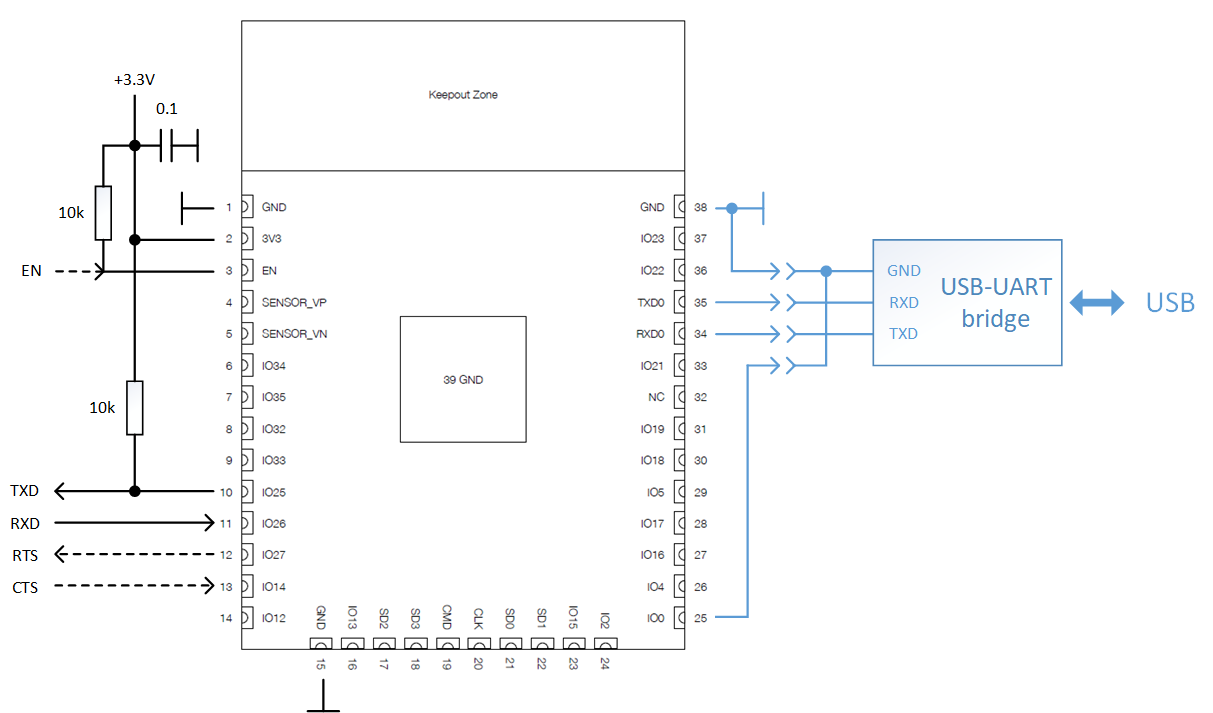 Keepout Zone
+3.3V
0.1
10k
EN
10k
TXD
RXD
RTS
CTS
1 GND
2 3V3
3 EN
4 SENSOR_VP
5 SENSOR_VN
6 IO34
7 IO35
8 IO32
9 IO33
10 IO25
11 IO26
12 IO27
13 IO14
14 IO12
39 GND
GND 15
IO13 16
SD2 17
SD3 18
CMD 19
CLK 20
SD0 21
SD1 22
IO15 23
IO2 24
GND 38
IO23 37
IO22 36
TXD0 35
RXD0 34
IO21 33
NC 32
IO19 31
IO18 30
IO5 29
IO17 28
IO16 27
IO4 26
IO0 25
GND
RXD
TXD
USB-UART
bridge
USB